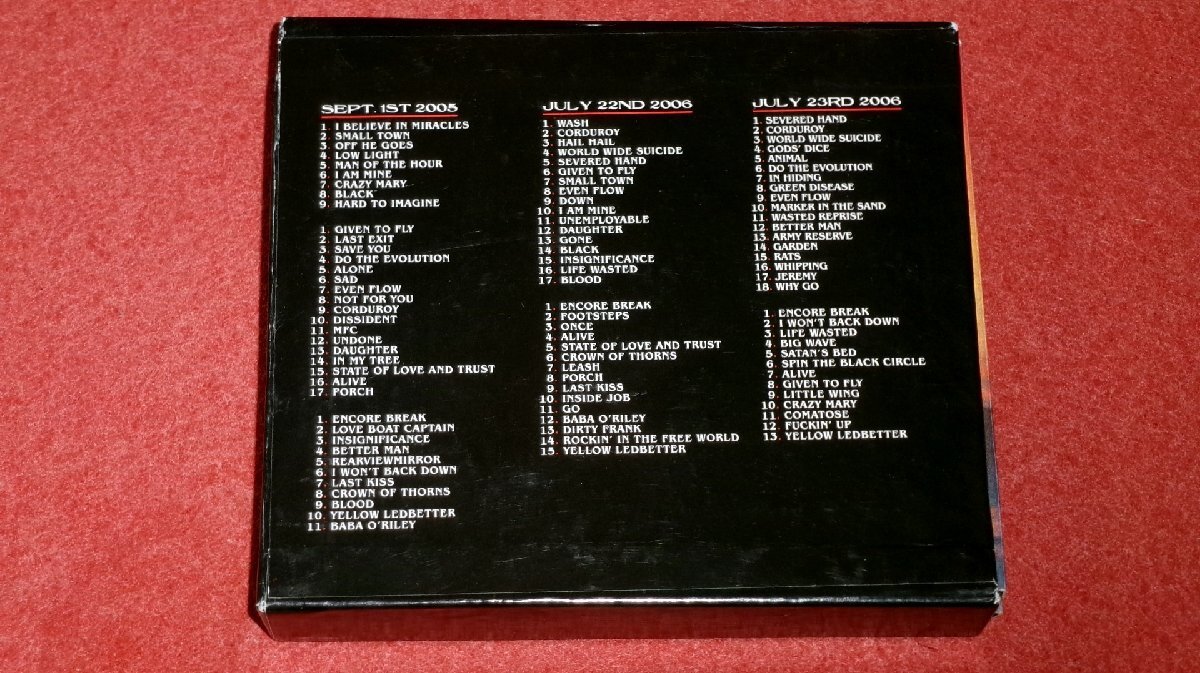 SEPT. 1ST 2005
1. I BELIEVE IN MIRACLES
2. SMALL TOWN
3. OFF HE GOES
4. LOW LIGHT
5. MAN OF THE HOUR
6. I AM MINE
7. CRAZY MARY
8. BLACK
9. HARD TO IMAGINE
1. GIVEN TO FLY
2. LAST EXIT
3. SAVE YOU
4. DO THE EVOLUTION
5. ALONE
6. SAD
7. EVEN FLOW
8. NOT FOR YOU
9. CORDUROY
10. DISSIDENT
11. MFC
12. UNDONE
13. DAUGHTER
14. IN MY TREE
15. STATE OF LOVE AND TRUST
16. ALIVE
17. PORCH
1. ENCORE BREAK
2. LOVE BOAT CAPTAIN
3. INSIGNIFICANCE
4. BETTER MAN
5. REARVIEWMIRROR
6. I WON'T BACK DOWN
7. LAST KISS
8. CROWN OF THORNS
9. BLOOD
10. YELLOW LEDBETTER
11. BABA O'RILEY
JULY 22ND 2006
1. WASH
2. CORDUROY
3. HAIL HAIL
4. WORLD WIDE SUICIDE
5. SEVERED HAND
6. GIVEN TO FLY
7. SMALL TOWN
8. EVEN FLOW
9. DOWN
10. I AM MINE
11. UNEMPLOYABLE
12. DAUGHTER
13. GONE
14. BLACK
15. INSIGNIFICANCE
16. LIFE WASTED
17. BLOOD
1. ENCORE BREAK
2. FOOTSTEPS
3. ONCE
4. ALIVE
5. STATE OF LOVE AND TRUST
6. CROWN OF THORNS
7. LEASH
8. PORCH
9. LAST KISS
10. INSIDE JOB
11. GO
12. BABA O'RILEY
13. DIRTY FRANK
14. ROCKIN' IN THE FREE WORLD
15. YELLOW LEDBETTER
JULY 23RD 2006
1. SEVERED HAND
2. CORDUROY
3. WORLD WIDE SUICIDE
4. GODS' DICE
5. ANIMAL
6. DO THE EVOLUTION
7. IN HIDING
8. GREEN DISEASE
9. EVEN FLOW
10. MARKER IN THE SAND
11. WASTED REPRISE
12. BETTER MAN
13. ARMY RESERVE
14. GARDEN
15. RATS
16. WHIPPING
17. JEREMY
18. WHY GO
1. ENCORE BREAK
2. I WON'T BACK DOWN
3. LIFE WASTED
4. BIG WAVE
5. SATAN'S BED
6. SPIN THE BLACK CIRCLE
7. ALIVE
8. GIVEN TO FLY
9. LITTLE WING
10. CRAZY MARY
11. COMATOSE
12. FUCKIN' UP
13. YELLOW LEDBETTER